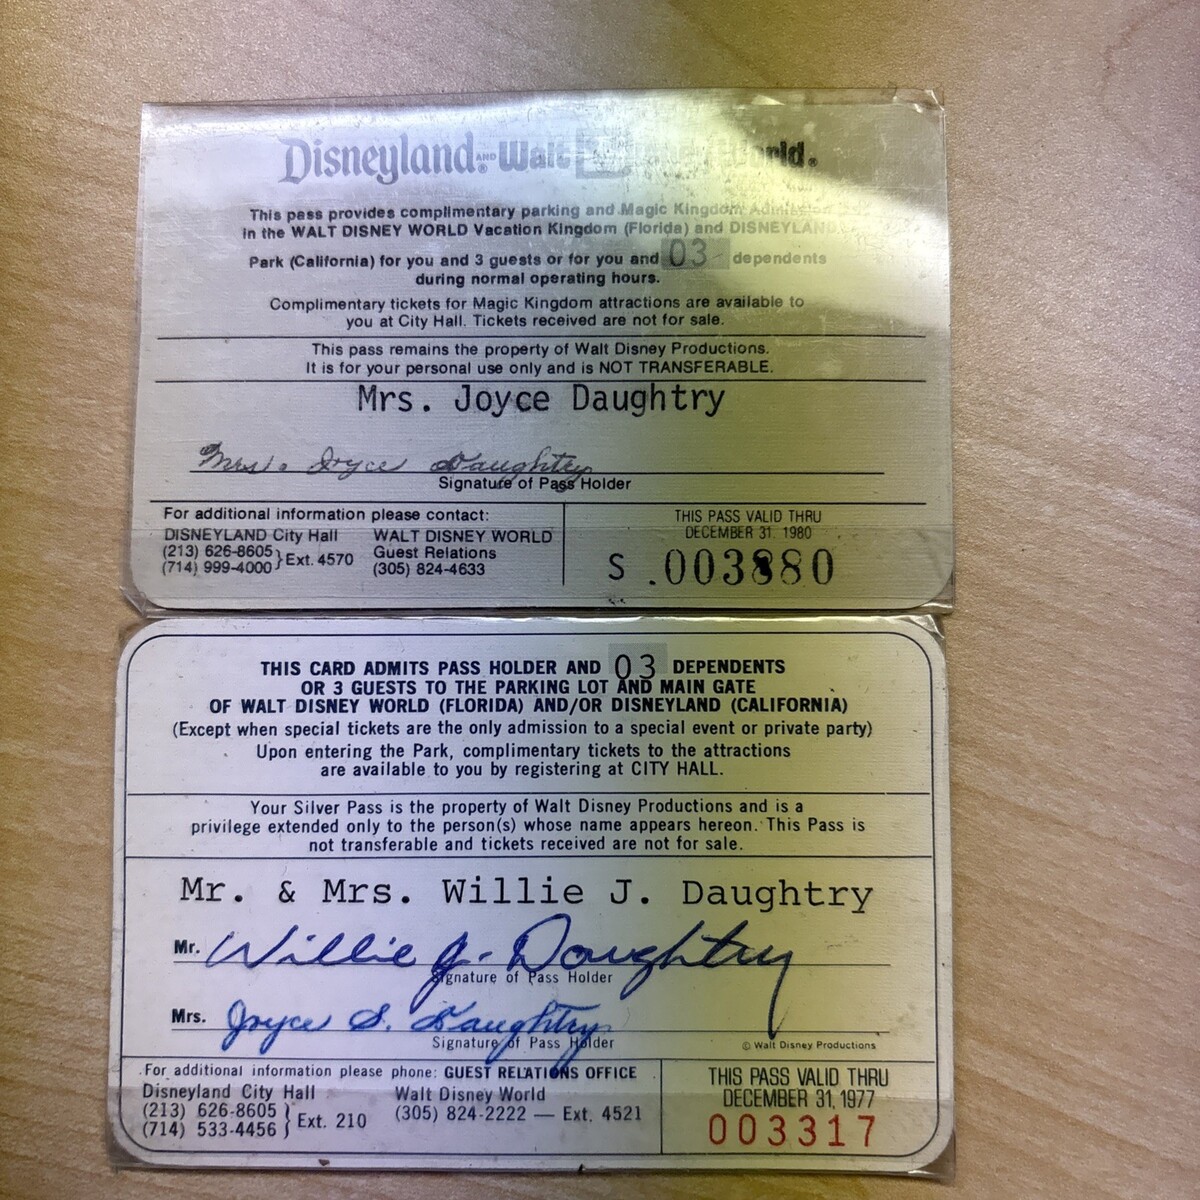 Disneyland® AND Walt Disney World®
This pass provides complimentary parking and Magic Kingdom Admission
in the WALT DISNEY WORLD Vacation Kingdom (Florida) and DISNEYLAND
Park (California) for you and 3 guests or for you and 03 dependents
during normal operating hours.
Complimentary tickets for Magic Kingdom attractions are available to
you at City Hall. Tickets received are not for sale.
This pass remains the property of Walt Disney Productions.
It is for your personal use only and is NOT TRANSFERABLE.
Mrs. Joyce Daughtry
Mrs. Joyce Daughtry
Signature of Pass Holder
For additional information please contact:
DISNEYLAND City Hall
(213) 626-8605
(714) 999-4000 } Ext. 4570
WALT DISNEY WORLD
Guest Relations
(305) 824-4633
THIS PASS VALID THRU
DECEMBER 31, 1980
S .003880
THIS CARD ADMITS PASS HOLDER AND 03 DEPENDENTS
OR 3 GUESTS TO THE PARKING LOT AND MAIN GATE
OF WALT DISNEY WORLD (FLORIDA) AND/OR DISNEYLAND (CALIFORNIA)
(Except when special tickets are the only admission to a special event or private party)
Upon entering the Park, complimentary tickets to the attractions
are available to you by registering at CITY HALL.
Your Silver Pass is the property of Walt Disney Productions and is a
privilege extended only to the person(s) whose name appears hereon. This Pass is
not transferable and tickets received are not for sale.
Mr. & Mrs. Willie J. Daughtry
Mr. Willie J. Daughtry
Signature of Pass Holder
Mrs. Joyce S. Daughtry
Signature of Pass Holder
© Walt Disney Productions
For additional information please phone: GUEST RELATIONS OFFICE
Disneyland City Hall
(213) 626-8605
(714) 533-4456 } Ext. 210
Walt Disney World
(305) 824-2222 — Ext. 4521
THIS PASS VALID THRU
DECEMBER 31, 1977
003317